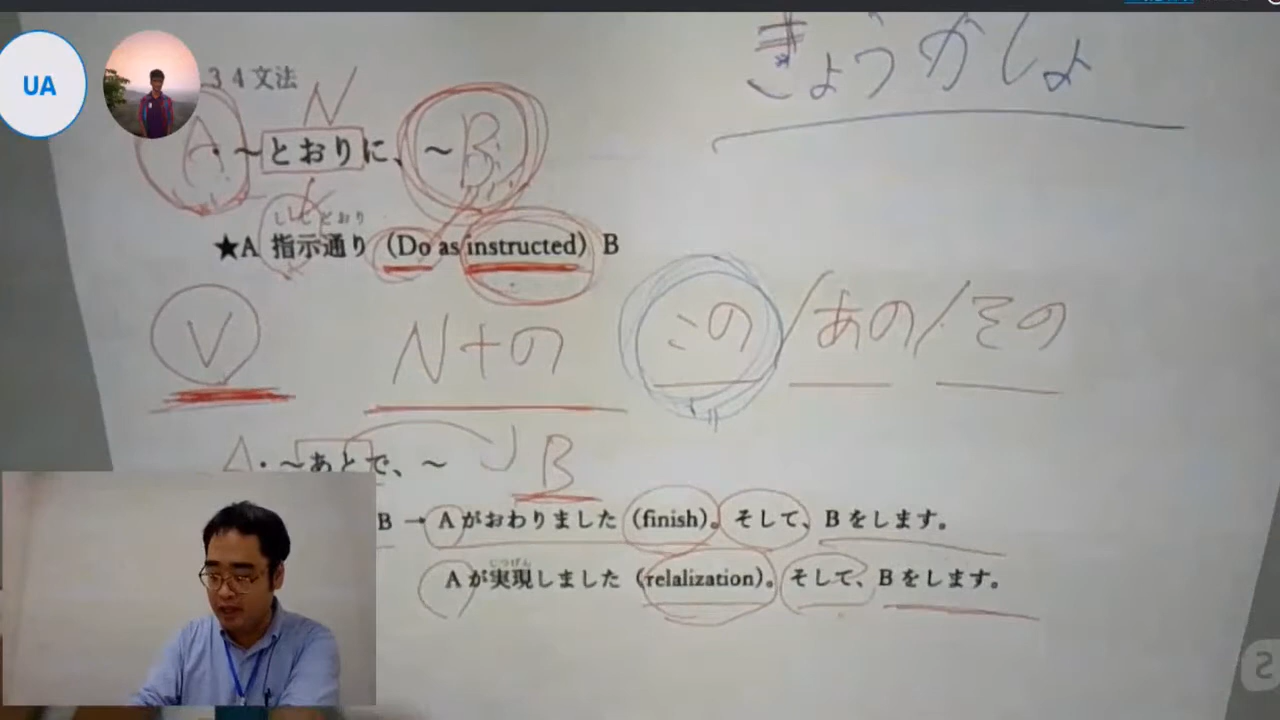 きょうかしょ
UA
34文法
N
A ・ ～とおりに、～ B
ししとおり
★A 指示通り (Do as instructed) B
V N+の この/あの/その
A ・～あとで、～ B
B → Aがおわりました (finish)。そして、Bをします。
じつげん
Aが実現しました (relalization)。そして、Bをします。
S